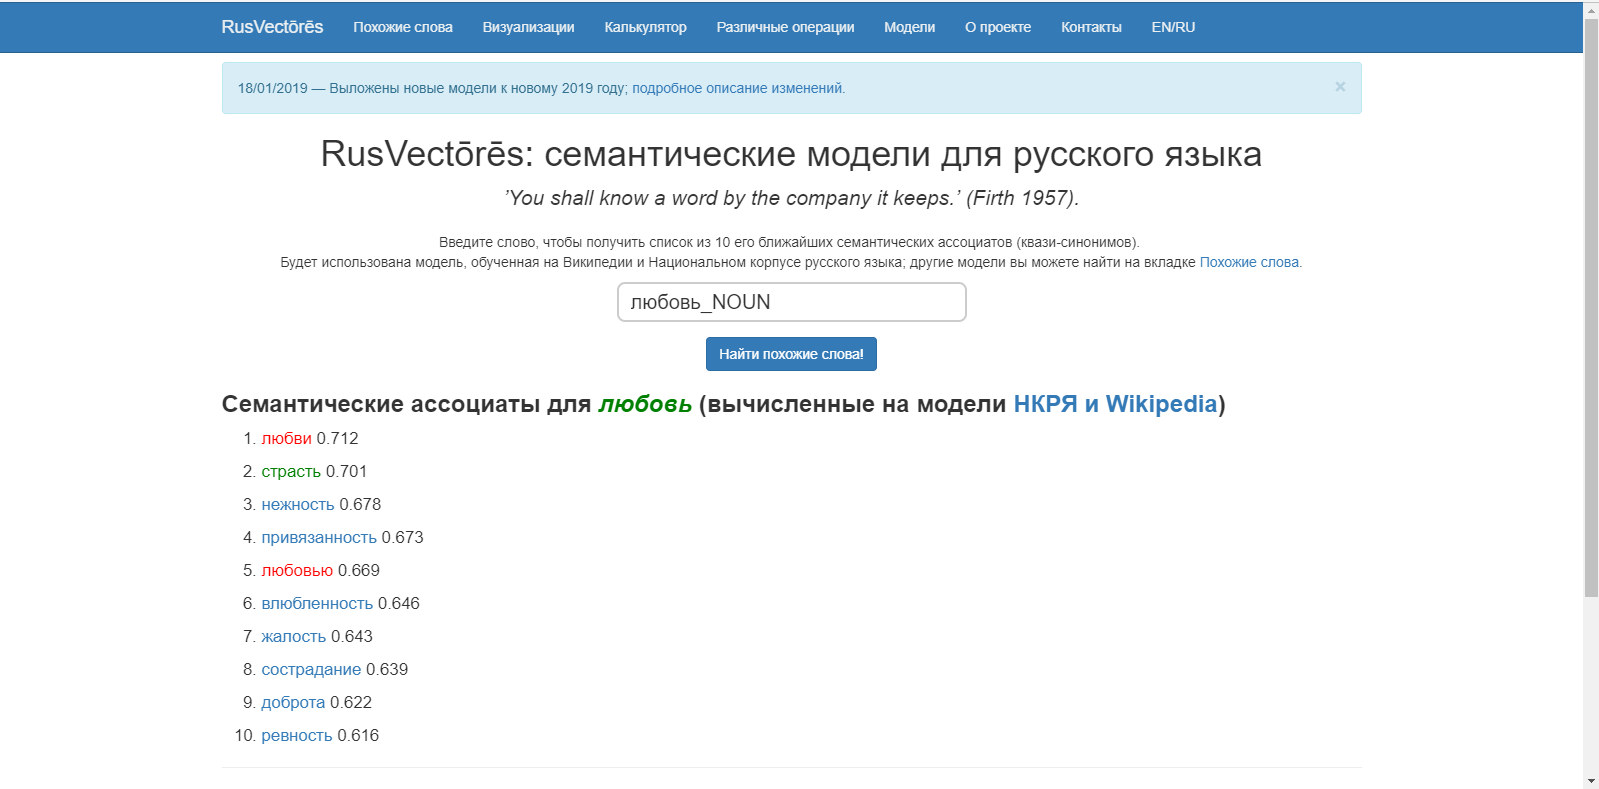 RusVectōrēs Похожие слова Визуализации Калькулятор Различные операции Модели О проекте Контакты EN/RU
18/01/2019 — Выложены новые модели к новому 2019 году; подробное описание изменений. ×
RusVectōrēs: семантические модели для русского языка
’You shall know a word by the company it keeps.’ (Firth 1957).
Введите слово, чтобы получить список из 10 его ближайших семантических ассоциатов (квази-синонимов).
Будет использована модель, обученная на Википедии и Национальном корпусе русского языка; другие модели вы можете найти на вкладке Похожие слова.
любовь_NOUN
Найти похожие слова!
Семантические ассоциаты для любовь (вычисленные на модели НКРЯ и Wikipedia)
1. любви 0.712
2. страсть 0.701
3. нежность 0.678
4. привязанность 0.673
5. любовью 0.669
6. влюбленность 0.646
7. жалость 0.643
8. сострадание 0.639
9. доброта 0.622
10. ревность 0.616